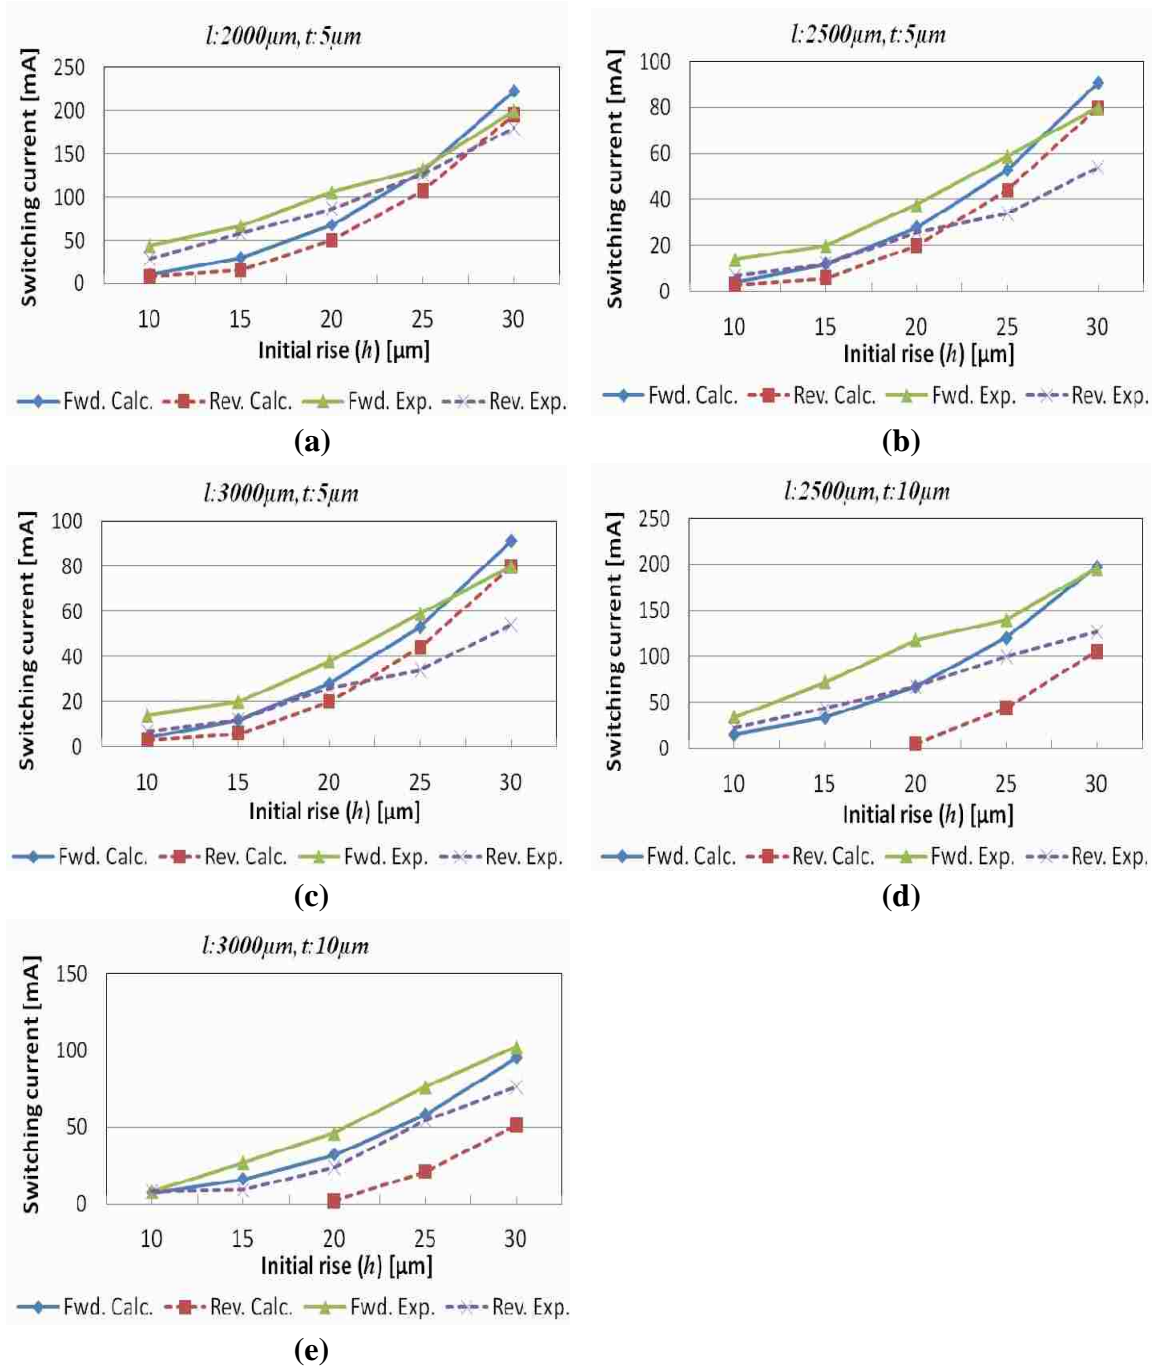 l:2000μm, t:5μm
Switching current [mA]
250
200
150
100
50
0
10 15 20 25 30
Initial rise (h) [μm]
Fwd. Calc. Rev. Calc. Fwd. Exp. Rev. Exp.
(a)
l:2500μm, t:5μm
Switching current [mA]
100
80
60
40
20
0
10 15 20 25 30
Initial rise (h) [μm]
Fwd. Calc. Rev. Calc. Fwd. Exp. Rev. Exp.
(b)
l:3000μm, t:5μm
Switching current [mA]
100
80
60
40
20
0
10 15 20 25 30
Initial rise (h) [μm]
Fwd. Calc. Rev. Calc. Fwd. Exp. Rev. Exp.
(c)
l:2500μm, t:10μm
Switching current [mA]
250
200
150
100
50
0
10 15 20 25 30
Initial rise (h) [μm]
Fwd. Calc. Rev. Calc. Fwd. Exp. Rev. Exp.
(d)
l:3000μm, t:10μm
Switching current [mA]
150
100
50
0
10 15 20 25 30
Initial rise (h) [μm]
Fwd. Calc. Rev. Calc. Fwd. Exp. Rev. Exp.
(e)